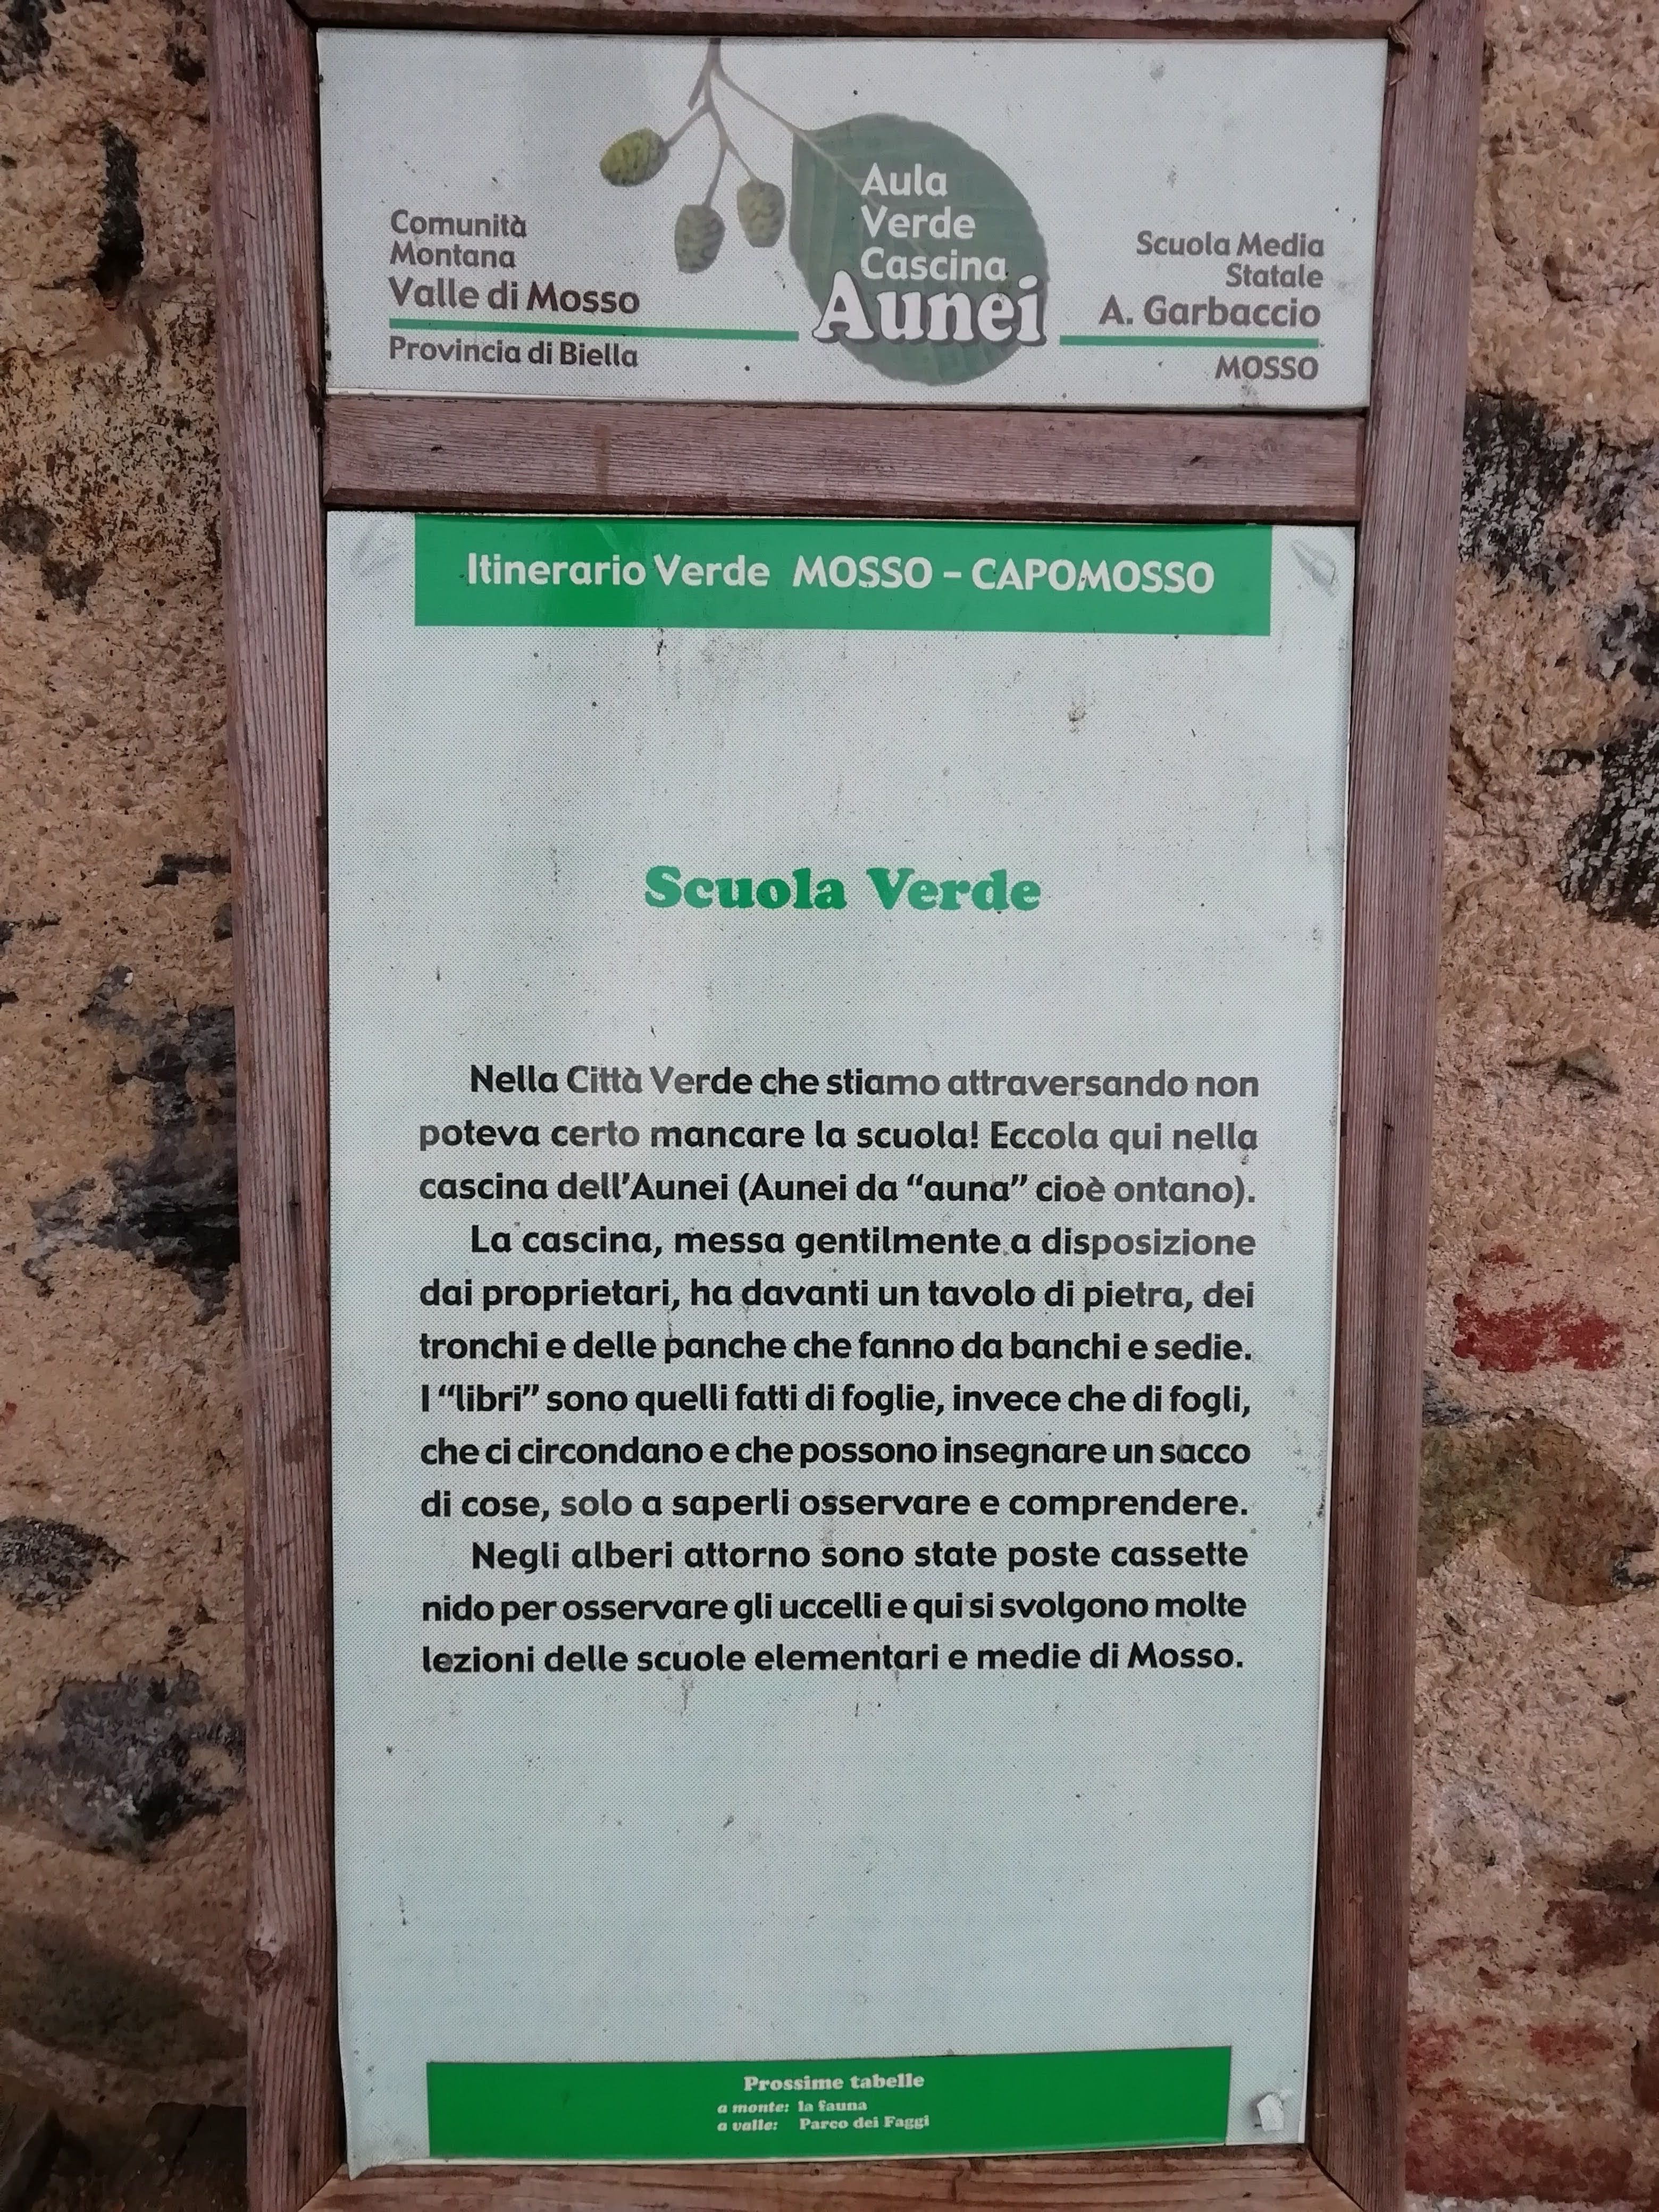 Comunità
Montana
Valle di Mosso
Provincia di Biella
Aula
Verde
Cascina
Aunei
Scuola Media
Statale
A. Garbaccio
MOSSO
Itinerario Verde MOSSO – CAPOMOSSO
Scuola Verde
Nella Città Verde che stiamo attraversando non
poteva certo mancare la scuola! Eccola qui nella
cascina dell'Aunei (Aunei da “auna” cioè ontano).
La cascina, messa gentilmente a disposizione
dai proprietari, ha davanti un tavolo di pietra, dei
tronchi e delle panche che fanno da banchi e sedie.
I “libri” sono quelli fatti di foglie, invece che di fogli,
che ci circondano e che possono insegnare un sacco
di cose, solo a saperli osservare e comprendere.
Negli alberi attorno sono state poste cassette
nido per osservare gli uccelli e qui si svolgono molte
lezioni delle scuole elementari e medie di Mosso.
Prossime tabelle
a monte: la fauna
a valle: Parco dei Faggi